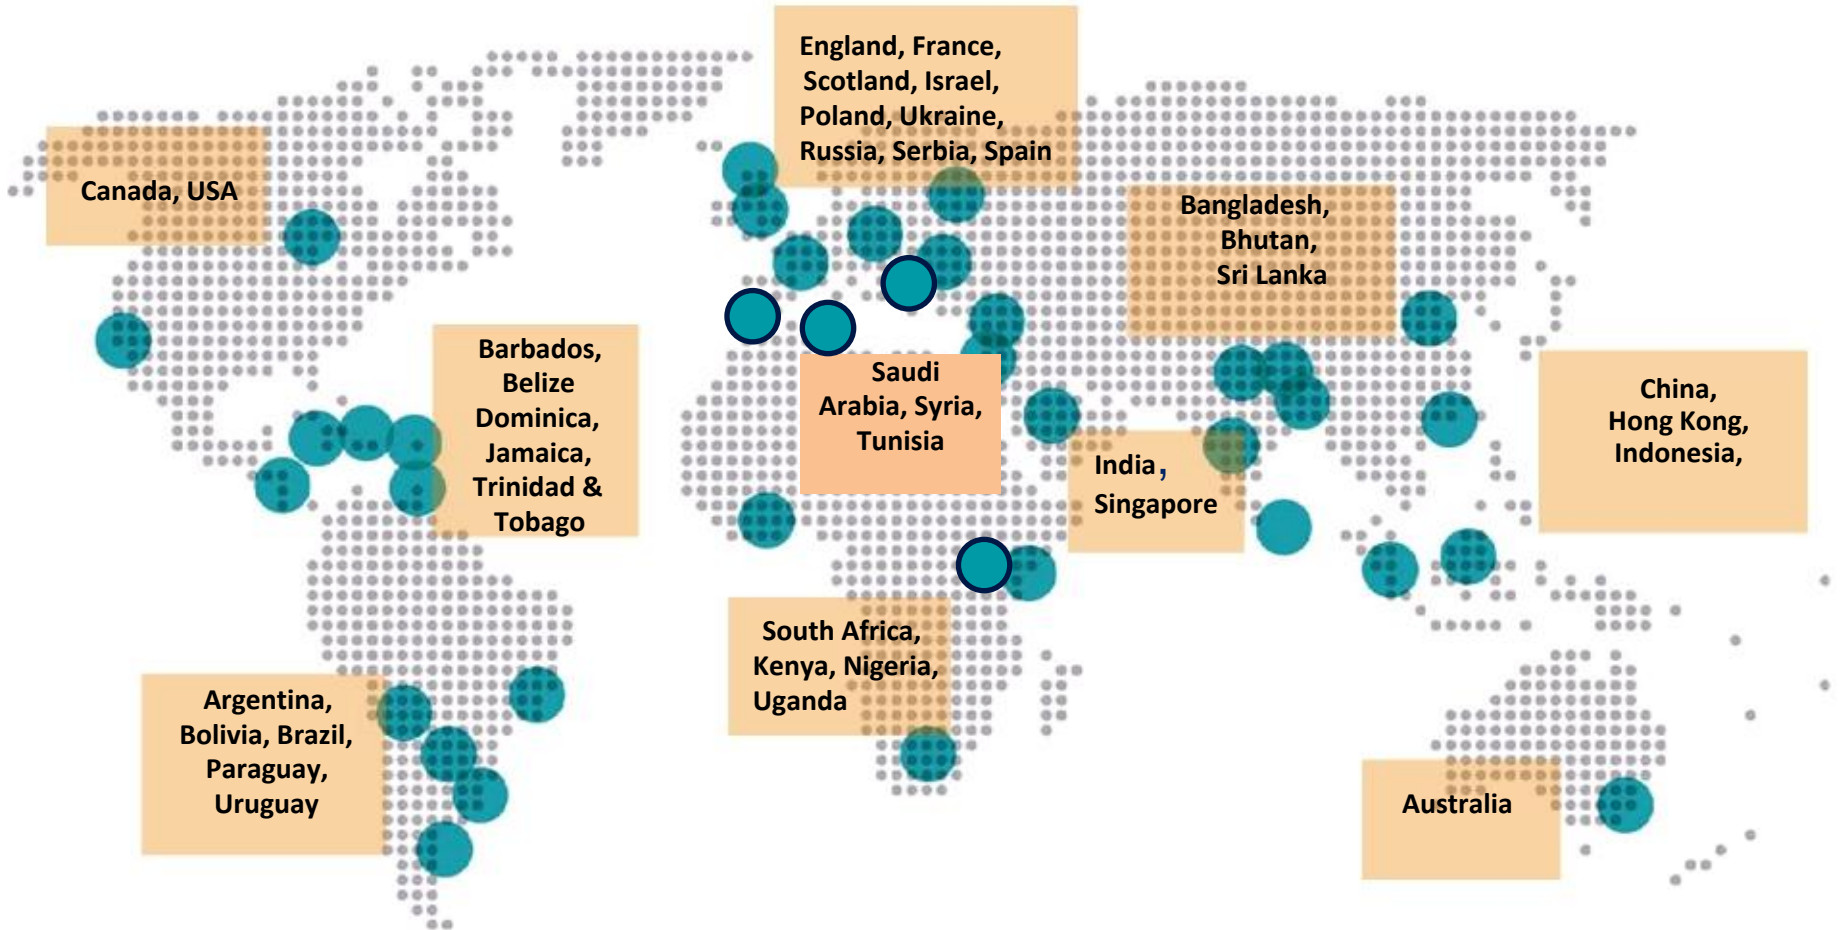 England, France,
Scotland, Israel,
Poland, Ukraine,
Russia, Serbia, Spain
Canada, USA
Bangladesh,
Bhutan,
Sri Lanka
Barbados,
Belize
Dominica,
Jamaica,
Trinidad &
Tobago
Saudi
Arabia, Syria,
Tunisia
India,
Singapore
China,
Hong Kong,
Indonesia,
South Africa,
Kenya, Nigeria,
Uganda
Argentina,
Bolivia, Brazil,
Paraguay,
Uruguay
Australia